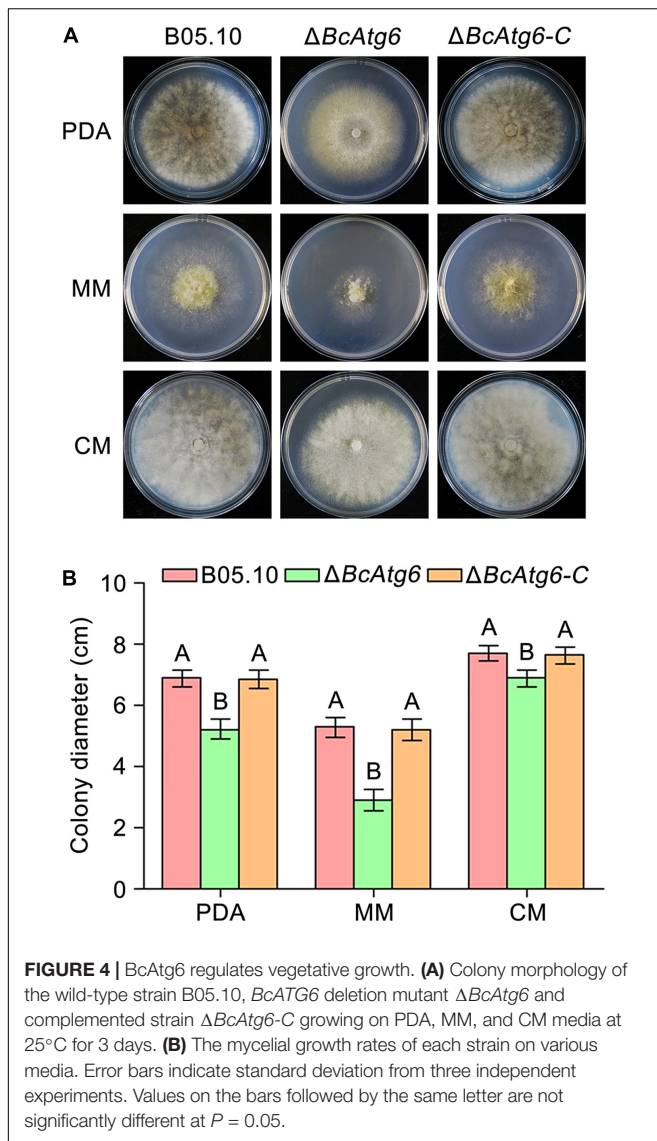 A B05.10 ΔBcAtg6 ΔBcAtg6-C
PDA
MM
CM
B
B05.10 ΔBcAtg6 ΔBcAtg6-C
Colony diameter (cm)
10
8
6
4
2
0
A B A
A B A
A B A
PDA MM CM
FIGURE 4 | BcAtg6 regulates vegetative growth. (A) Colony morphology of
the wild-type strain B05.10, BcATG6 deletion mutant ΔBcAtg6 and
complemented strain ΔBcAtg6-C growing on PDA, MM, and CM media at
25°C for 3 days. (B) The mycelial growth rates of each strain on various
media. Error bars indicate standard deviation from three independent
experiments. Values on the bars followed by the same letter are not
significantly different at P = 0.05.